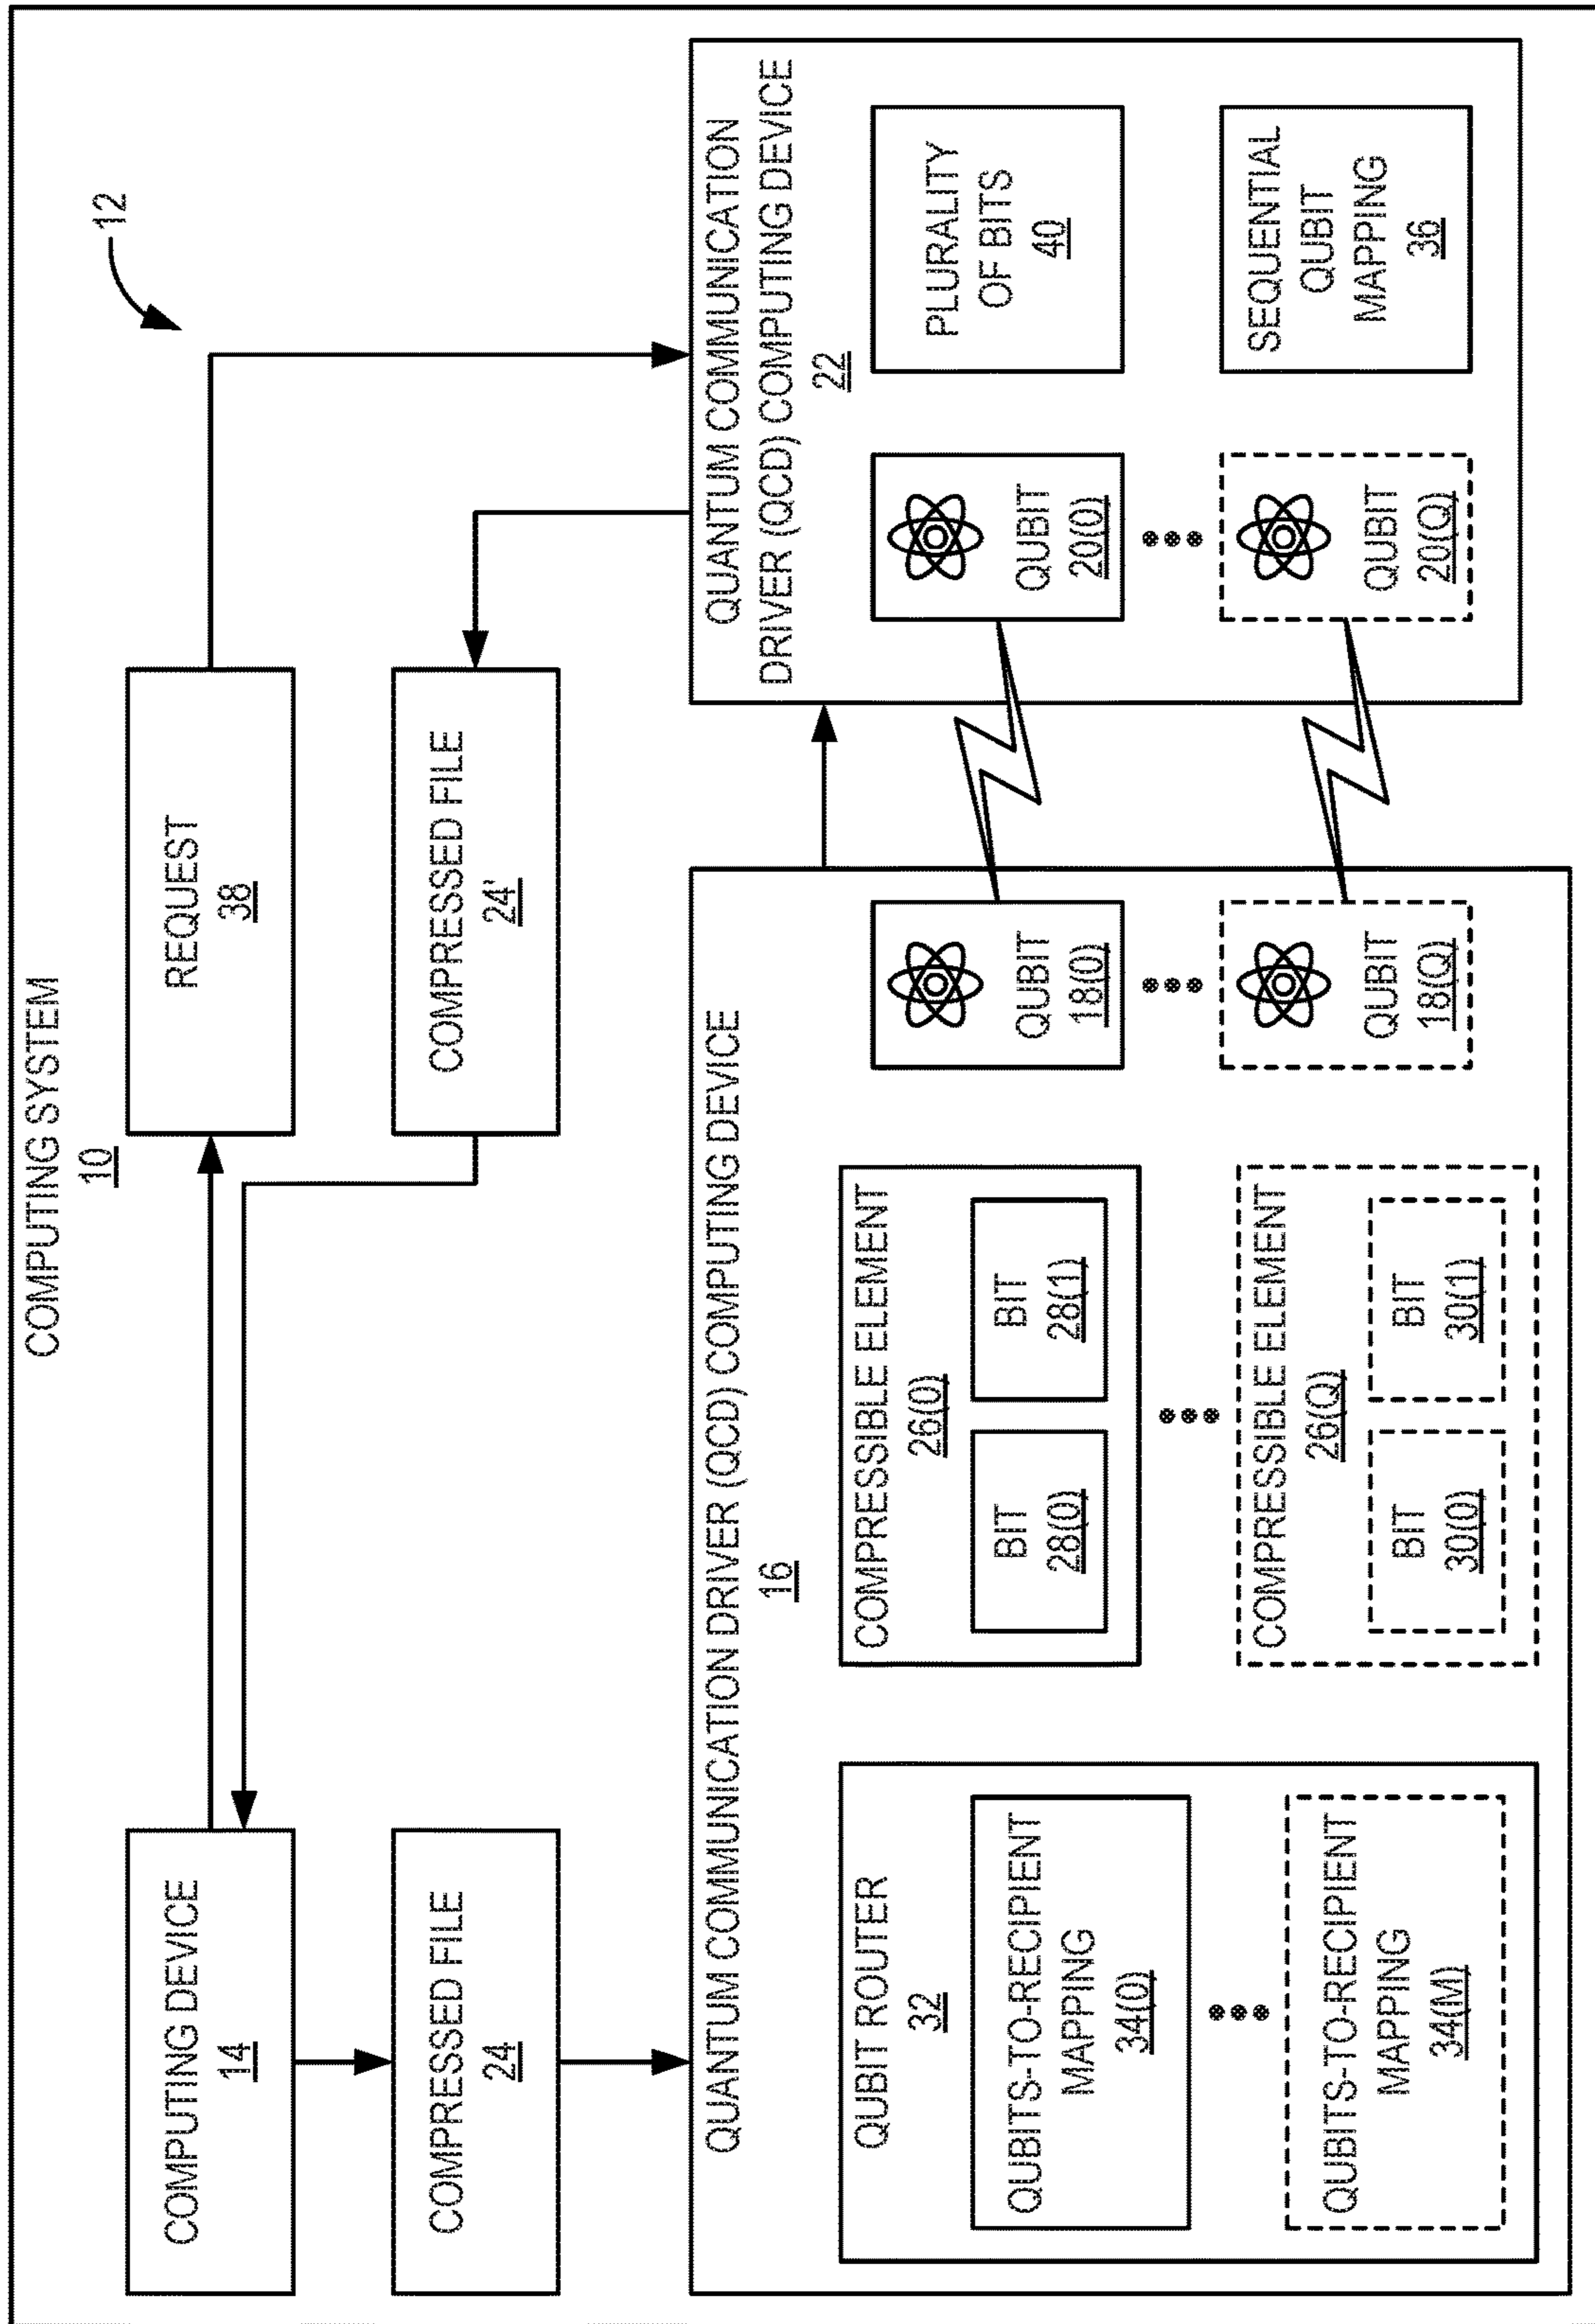 COMPUTING SYSTEM
10
12
COMPUTING DEVICE
14
REQUEST
38
COMPRESSED FILE
24
COMPRESSED FILE
24'
QUANTUM COMMUNICATION DRIVER (QCD) COMPUTING DEVICE
16
QUBIT ROUTER
32
QUBITS-TO-RECIPIENT
MAPPING
34(0)
QUBITS-TO-RECIPIENT
MAPPING
34(M)
COMPRESSIBLE ELEMENT
26(0)
BIT
28(0)
BIT
28(1)
COMPRESSIBLE ELEMENT
26(Q)
BIT
30(0)
BIT
30(1)
QUBIT
18(0)
QUBIT
18(Q)
QUANTUM COMMUNICATION
DRIVER (QCD) COMPUTING DEVICE
22
QUBIT
20(0)
QUBIT
20(Q)
PLURALITY
OF BITS
40
SEQUENTIAL
QUBIT
MAPPING
36